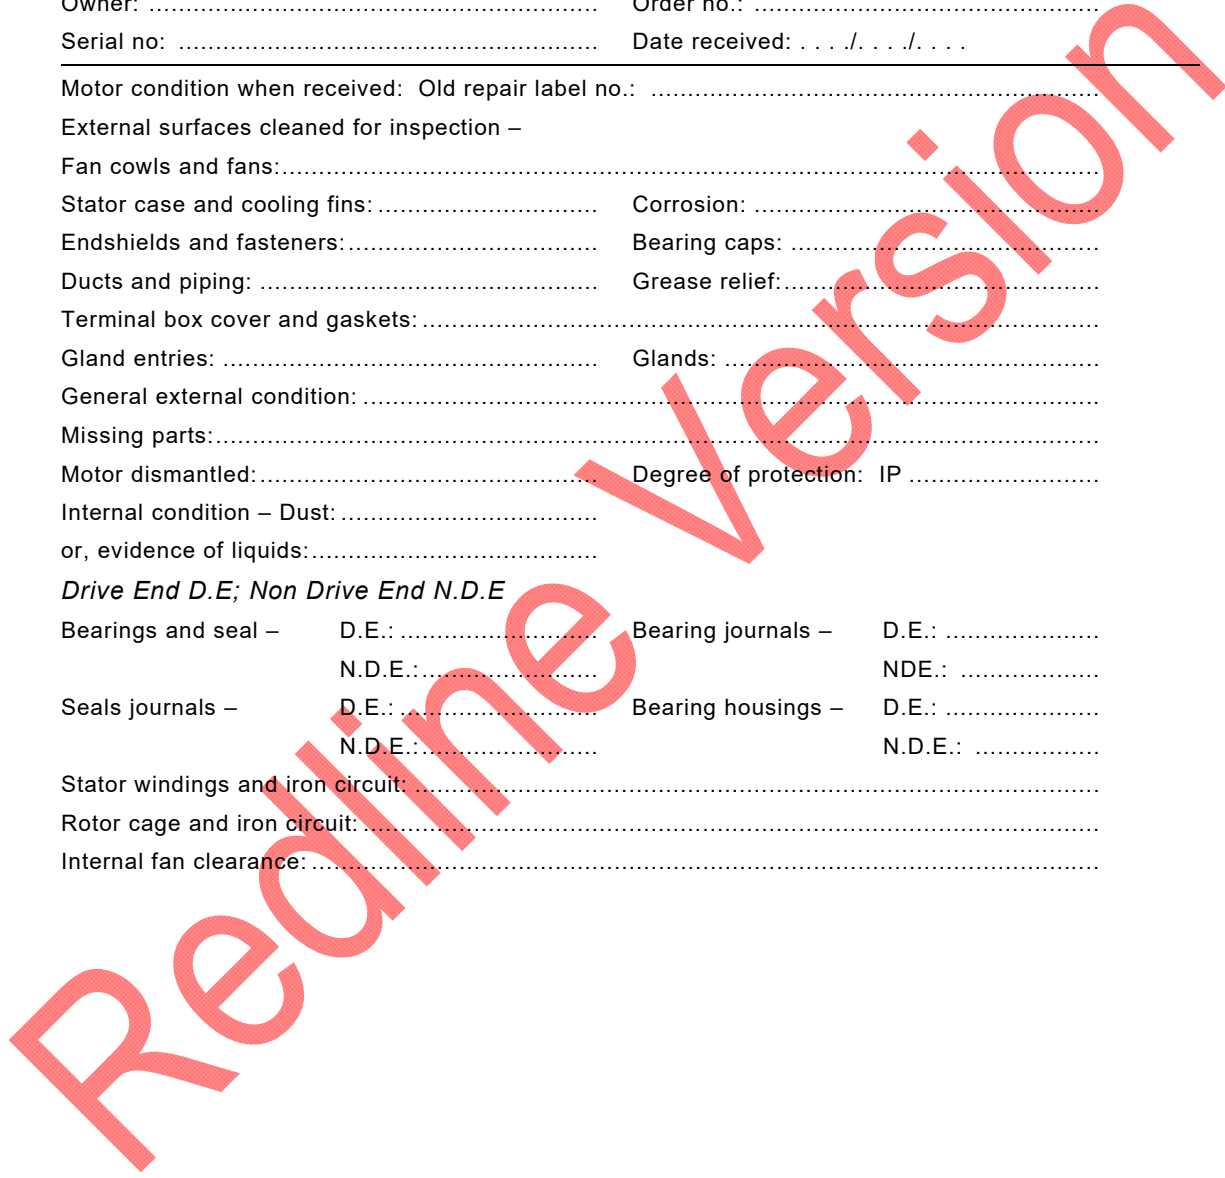 Owner: ........................................................... Order no.: ...............................................
Serial no: ......................................................... Date received: . . . ./. . . ./. . . .
Motor condition when received: Old repair label no.: .............................................................
External surfaces cleaned for inspection –
Fan cowls and fans:................................................................................................................
Stator case and cooling fins: .............................. Corrosion: ...............................................
Endshields and fasteners: .................................. Bearing caps: ..........................................
Ducts and piping: .............................................. Grease relief:...........................................
Terminal box cover and gaskets: ............................................................................................
Gland entries: ................................................... Glands: ...................................................
General external condition: ....................................................................................................
Missing parts:........................................................................................................................
Motor dismantled: .............................................. Degree of protection: IP ..........................
Internal condition – Dust: ...................................
or, evidence of liquids:.......................................
Drive End D.E; Non Drive End N.D.E
Bearings and seal – D.E.: ........................... Bearing journals – D.E.: .....................
N.D.E.: ........................ NDE.: ...................
Seals journals – D.E.: ........................... Bearing housings – D.E.: .....................
N.D.E.: ........................ N.D.E.: .................
Stator windings and iron circuit: .............................................................................................
Rotor cage and iron circuit: ....................................................................................................
Internal fan clearance: ...........................................................................................................
Redline Version